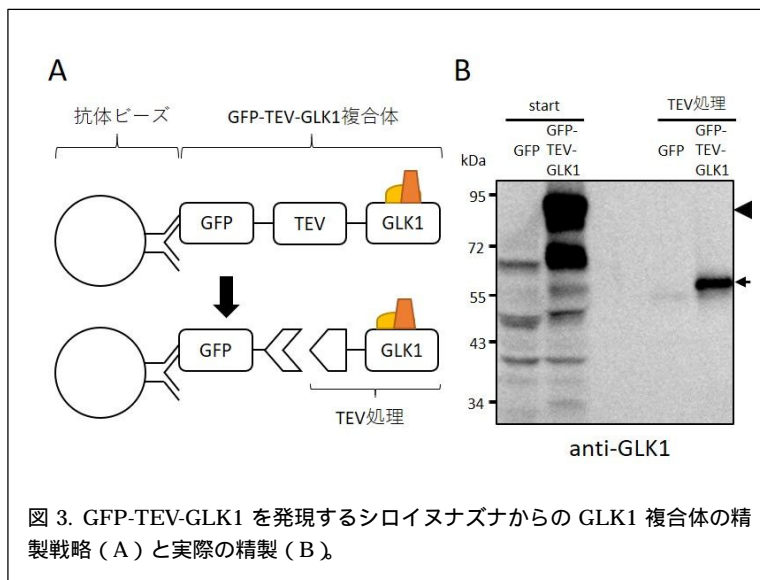 A
抗体ビーズ
GFP-TEV-GLK1複合体
GFP
TEV
GLK1
GFP
GLK1
TEV処理
B
start
TEV処理
GFP
GFP-
TEV-
GLK1
GFP
GFP-
TEV-
GLK1
kDa
95
72
55
43
34
anti-GLK1
図 3. GFP-TEV-GLK1 を発現するシロイヌナズナからの GLK1 複合体の精
製戦略 ( A ) と実際の精製 ( B )。